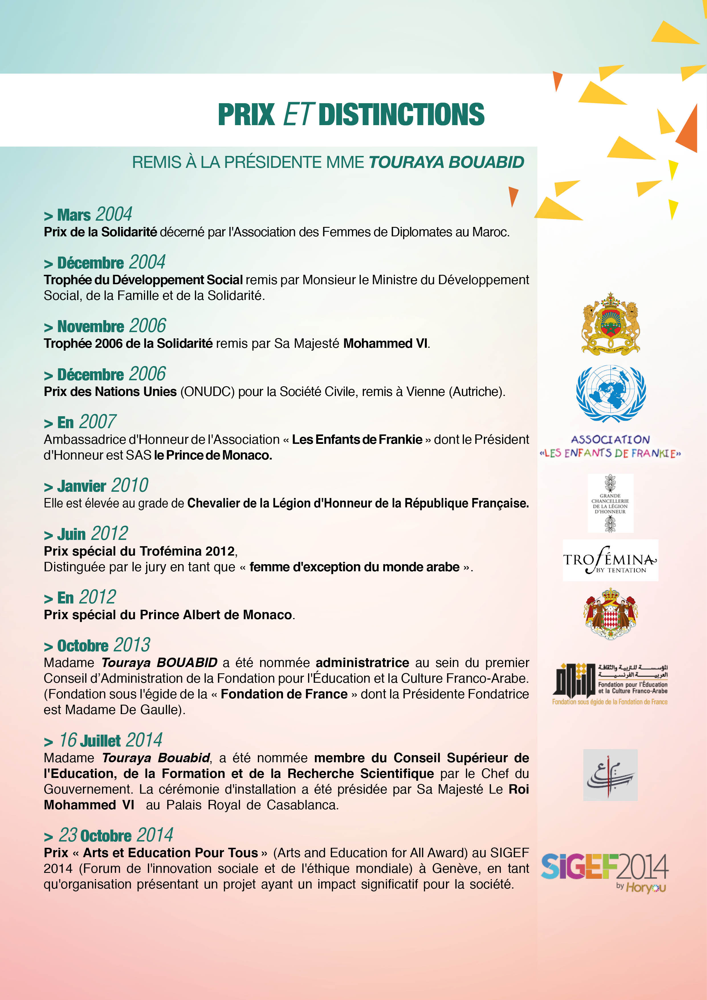 PRIX ET DISTINCTIONS
REMIS À LA PRÉSIDENTE MME TOURAYA BOUABID
> Mars 2004
Prix de la Solidarité décerné par l'Association des Femmes de Diplomates au Maroc.
> Décembre 2004
Trophée du Développement Social remis par Monsieur le Ministre du Développement
Social, de la Famille et de la Solidarité.
> Novembre 2006
Trophée 2006 de la Solidarité remis par Sa Majesté Mohammed VI.
> Décembre 2006
Prix des Nations Unies (ONUDC) pour la Société Civile, remis à Vienne (Autriche).
> En 2007
Ambassadrice d'Honneur de l'Association « Les Enfants de Frankie » dont le Président
d'Honneur est SAS le Prince de Monaco.
ASSOCIATION
«LES ENFANTS DE FRANKIE»
> Janvier 2010
Elle est élevée au grade de Chevalier de la Légion d'Honneur de la République Française.
GRANDE
CHANCELLERIE
DE LA LÉGION
D'HONNEUR
> Juin 2012
Prix spécial du Trofémina 2012,
Distinguée par le jury en tant que « femme d'exception du monde arabe ».
TROFÉMINA
BY TENTATION
> En 2012
Prix spécial du Prince Albert de Monaco.
> Octobre 2013
Madame Touraya BOUABID a été nommée administratrice au sein du premier
Conseil d’Administration de la Fondation pour l'Éducation et la Culture Franco-Arabe.
(Fondation sous l'égide de la « Fondation de France » dont la Présidente Fondatrice
est Madame De Gaulle).
المؤسسة للتربية والثقافة
العربية الفرنسية
Fondation pour l'Éducation
et la Culture Franco-Arabe
Fondation sous égide de la Fondation de France
> 16 Juillet 2014
Madame Touraya Bouabid, a été nommée membre du Conseil Supérieur de
l'Education, de la Formation et de la Recherche Scientifique par le Chef du
Gouvernement. La cérémonie d'installation a été présidée par Sa Majesté Le Roi
Mohammed VI au Palais Royal de Casablanca.
> 23 Octobre 2014
Prix « Arts et Education Pour Tous » (Arts and Education for All Award) au SIGEF
2014 (Forum de l'innovation sociale et de l'éthique mondiale) à Genève, en tant
qu'organisation présentant un projet ayant un impact significatif pour la société.
SiGEF2014
by Horyou